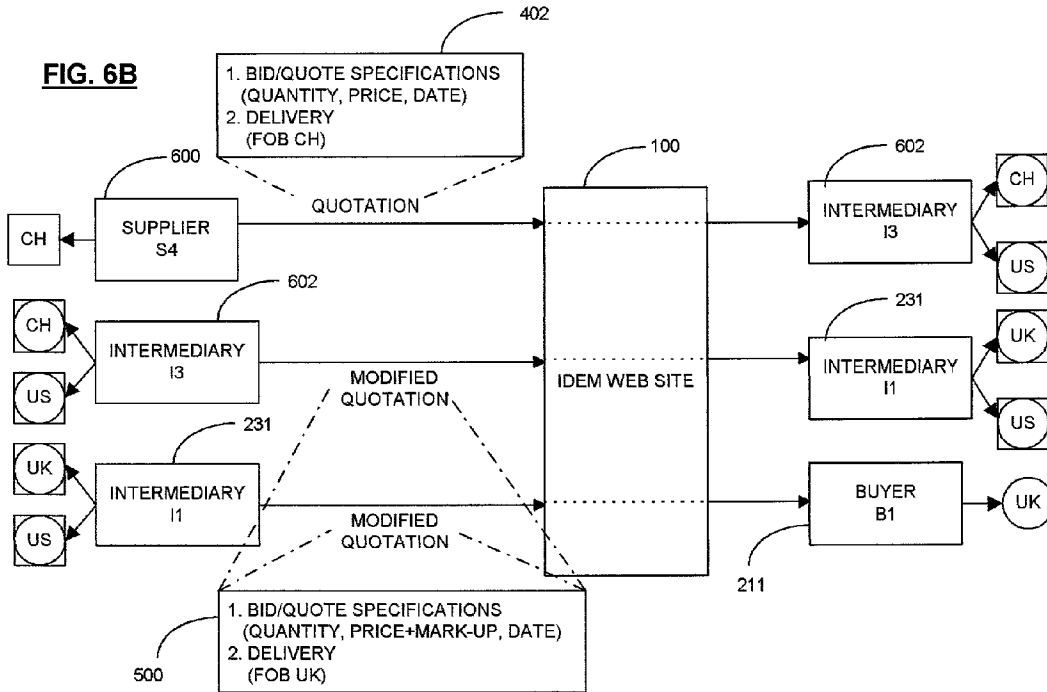 FIG. 6B
402
1. BID/QUOTE SPECIFICATIONS
(QUANTITY, PRICE, DATE)
2. DELIVERY
(FOB CH)
600
100
602
QUOTATION
CH
SUPPLIER
S4
INTERMEDIARY
I3
CH
US
602
231
CH
US
INTERMEDIARY
I3
MODIFIED
QUOTATION
IDEM WEB SITE
INTERMEDIARY
I1
UK
US
231
UK
US
INTERMEDIARY
I1
MODIFIED
QUOTATION
BUYER
B1
UK
211
1. BID/QUOTE SPECIFICATIONS
(QUANTITY, PRICE+MARK-UP, DATE)
2. DELIVERY
(FOB UK)
500